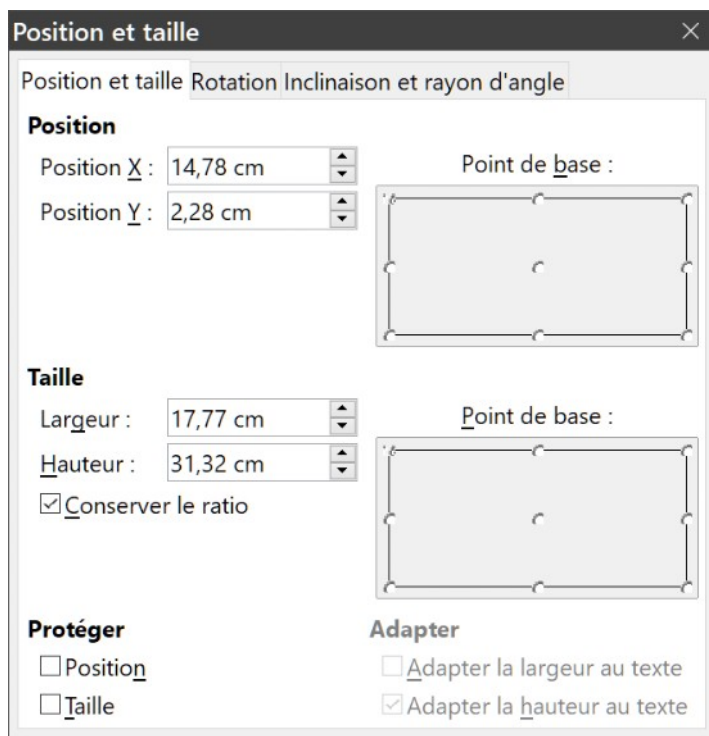 Position et taille
Position et taille Rotation Inclinaison et rayon d'angle
Position
Position X : 14,78 cm
Point de base :
Position Y : 2,28 cm
Taille
Largeur : 17,77 cm
Point de base :
Hauteur : 31,32 cm
Conserver le ratio
Protéger
Adapter
Position
Adapter la largeur au texte
Taille
Adapter la hauteur au texte